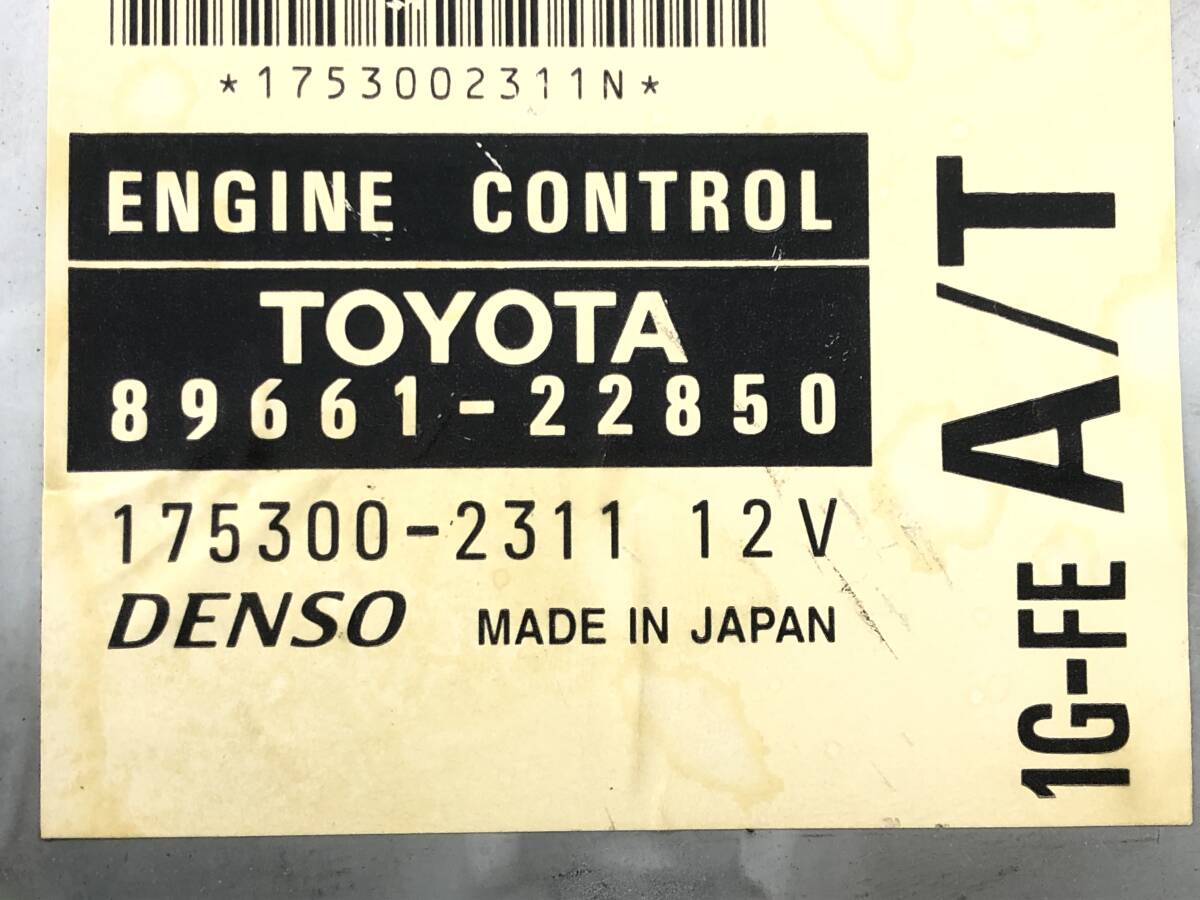 *1753002311N*
ENGINE CONTROL
TOYOTA
89661-22850
175300-2311 12V
DENSO MADE IN JAPAN
1G-FE A/T